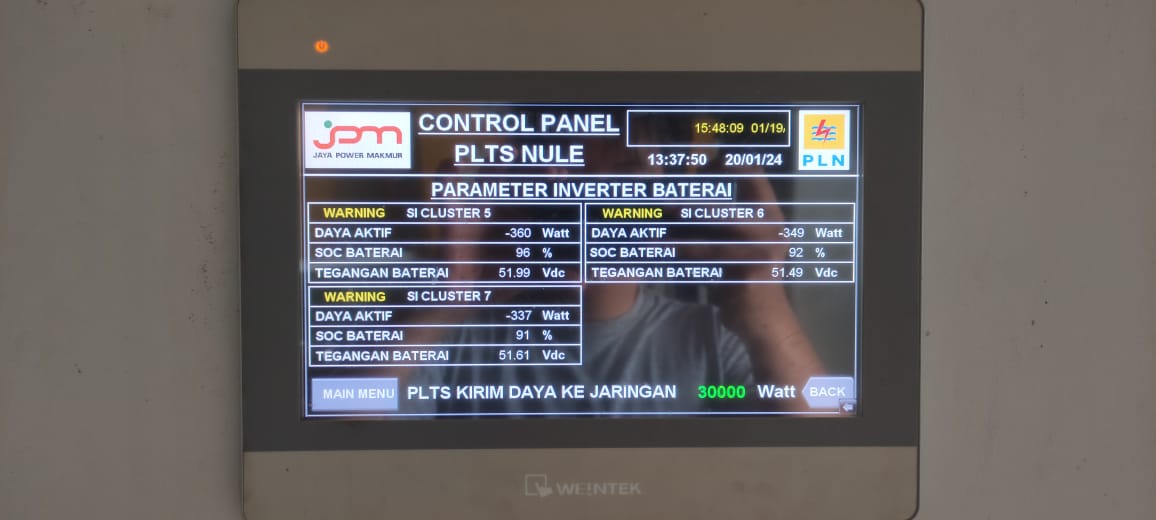 jpm
JAYA POWER MAKMUR
CONTROL PANEL
PLTS NULE
15:48:09 01/19/
13:37:50 20/01/24
PLN
PARAMETER INVERTER BATERAI
WARNING SI CLUSTER 5
DAYA AKTIF -360 Watt
SOC BATERAI 96 %
TEGANGAN BATERAI 51.99 Vdc
WARNING SI CLUSTER 6
DAYA AKTIF -349 Watt
SOC BATERAI 92 %
TEGANGAN BATERAI 51.49 Vdc
WARNING SI CLUSTER 7
DAYA AKTIF -337 Watt
SOC BATERAI 91 %
TEGANGAN BATERAI 51.61 Vdc
MAIN MENU PLTS KIRIM DAYA KE JARINGAN 30000 Watt BACK
WE!NTEK